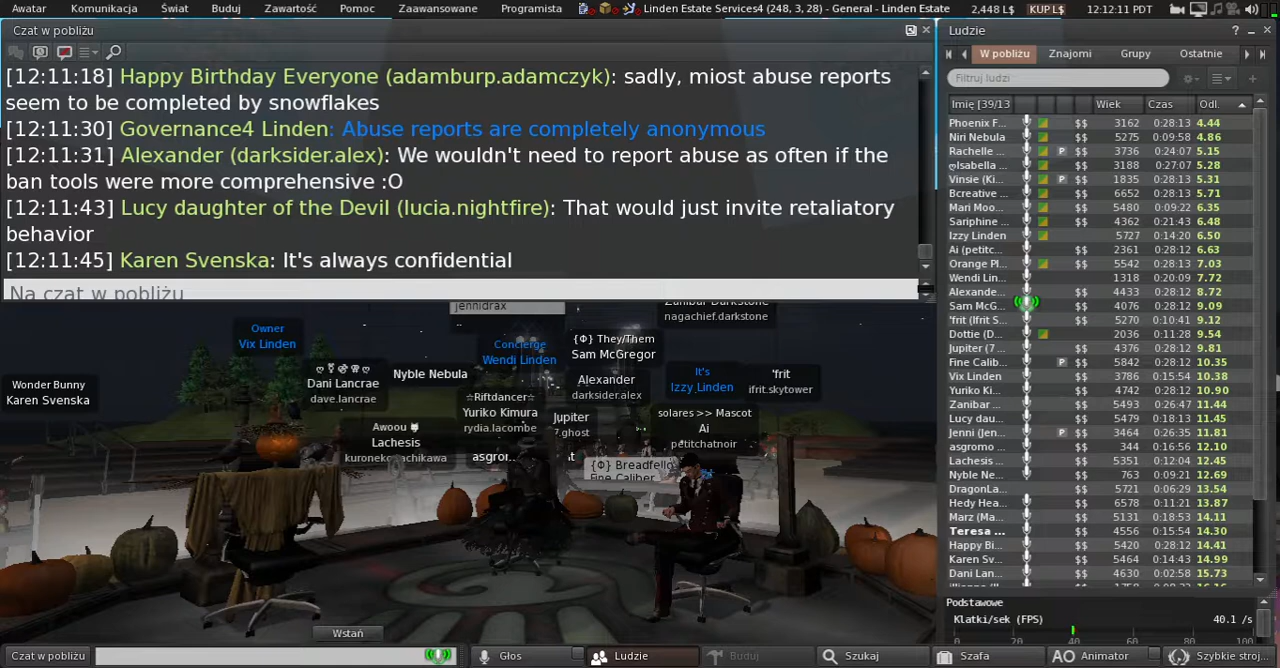 Awatar Komunikacja Świat Buduj Zawartość Pomoc Zaawansowane Programista Linden Estate Services4 (248, 3, 28) - General - Linden Estate 2,448 L$ KUP L$ 12:12:11 PDT
Czat w pobliżu
[12:11:18] Happy Birthday Everyone (adamburp.adamczyk): sadly, miost abuse reports
seem to be completed by snowflakes
[12:11:30] Governance4 Linden: Abuse reports are completely anonymous
[12:11:31] Alexander (darksider.alex): We wouldn't need to report abuse as often if the
ban tools were more comprehensive :O
[12:11:43] Lucy daughter of the Devil (lucia.nightfire): That would just invite retaliatory
behavior
[12:11:45] Karen Svenska: It's always confidential
Na czat w pobliżu
jennidrax
Zanibar Darkstone
nagachief.darkstone
Owner
Vix Linden
Concierge
Wendi Linden
{Φ} They/Them
Sam McGregor
Wonder Bunny
Karen Svenska
Dani Lancrae
dave.lancrae
Nyble Nebula
Alexander
darksider.alex
It's
Izzy Linden
'frit
ifrit.skytower
☆Riftdancer☆
Yuriko Kimura
rydia.lacombe
Jupiter
7.ghost
solares >> Mascot
Ai
petitchatnoir
Awoou
Lachesis
asgro
{Φ} Breadfello
Fine Caliber
Wstań
Ludzie
W pobliżu Znajomi Grupy Ostatnie
Filtruj ludzi
Imię [39/13 Wiek Czas Odl.
Phoenix F... $$ 3162 0:28:13 4.44
Niri Nebula $$ 5275 0:09:58 4.86
Rachelle ... P $$ 3736 0:24:07 5.15
ღIsabella ... $$ 3188 0:27:07 5.28
Vinsie (Ki... P $$ 1835 0:28:13 5.31
Bcreative ... $$ 6652 0:28:13 5.71
Mari Moo... $$ 5480 0:09:22 6.35
Sariphine ... $$ 4362 0:21:43 6.48
Izzy Linden 5727 0:14:20 6.50
Ai (petitc... $$ 2361 0:28:12 6.63
Orange Pl... $$ 5542 0:28:13 7.03
Wendi Lin... 1318 0:20:09 7.72
Alexande... $$ 4433 0:28:12 8.72
Sam McG... $$ 4076 0:28:12 9.09
'frit (Ifrit S... $$ 5270 0:10:41 9.12
Dottie (D... 2036 0:11:28 9.54
Jupiter (7 ... $$ 4376 0:28:12 9.81
Fine Calib... P $$ 5842 0:28:12 10.35
Vix Linden 3786 0:15:54 10.38
Yuriko Ki... $$ 4742 0:28:12 10.90
Zanibar ... $$ 5493 0:26:47 11.44
Lucy dau... $$ 5479 0:18:13 11.45
Jenni (Jen... P $$ 3464 0:26:35 11.81
asgromo ... $$ 344 0:16:56 12.10
Lachesis ... $$ 5351 0:12:04 12.45
Nyble Ne... $$ 763 0:09:21 12.69
DragonLa... 5721 0:06:29 13.54
Hedy Hea... $$ 6578 0:11:21 13.87
Marz (Ma... $$ 5131 0:18:53 14.11
Teresa ... $$ 4556 0:15:54 14.30
Happy Bi... $$ 5420 0:28:12 14.41
Karen Sv... $$ 5464 0:14:43 14.99
Dani Lan... $$ 4630 0:02:58 15.73
Podstawowe
Klatki/sek (FPS) 40.1 /s
0 20 40 60 80 100
Czat w pobliżu Głos Ludzie Buduj Szukaj Szafa AO Animator Szybkie stroj...